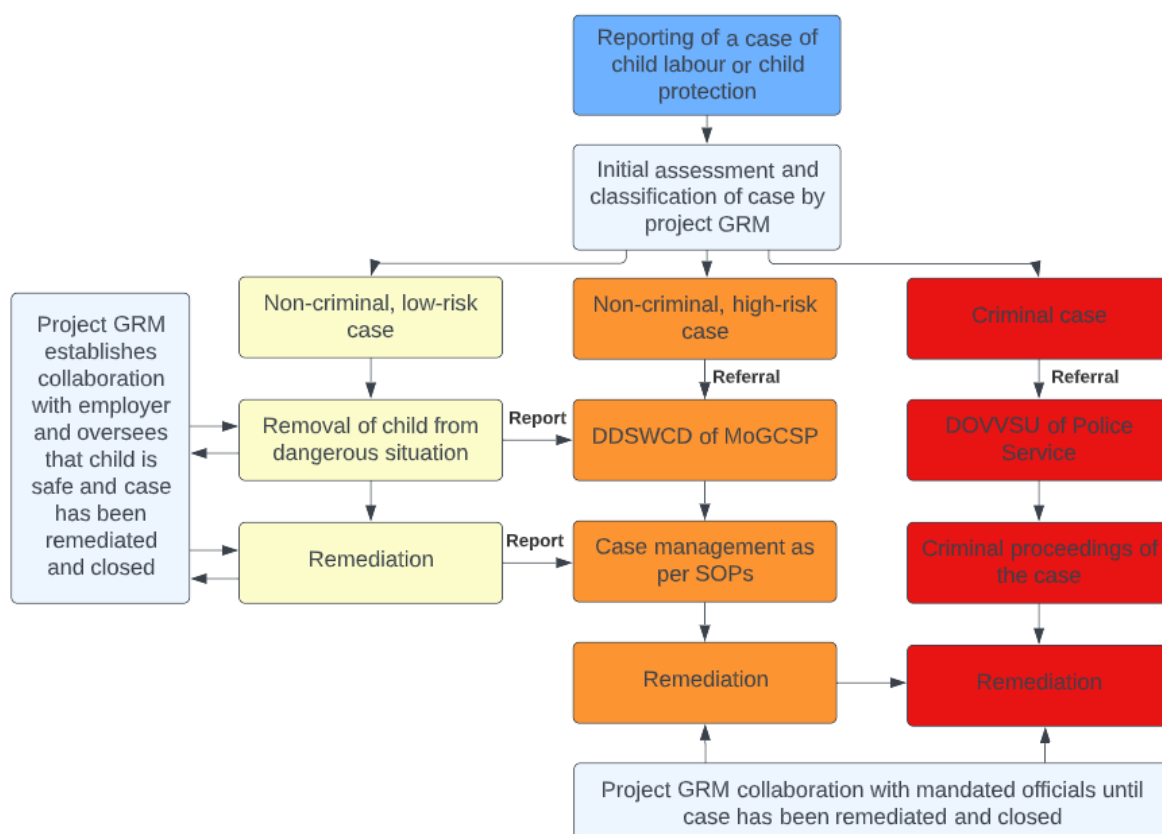 Reporting of a case of
child labour or child
protection
Initial assessment and
classification of case by
project GRM
Non-criminal, low-risk
case
Non-criminal, high-risk
case
Criminal case
Project GRM
establishes
collaboration
with employer
and oversees
that child is
safe and case
has been
remediated
and closed
Referral
Referral
Removal of child from
dangerous situation
Report
DDSWCD of MoGCSP
DOVVSU of Police
Service
Remediation
Report
Case management as
per SOPs
Criminal proceedings of
the case
Remediation
Remediation
Project GRM collaboration with mandated officials until
case has been remediated and closed